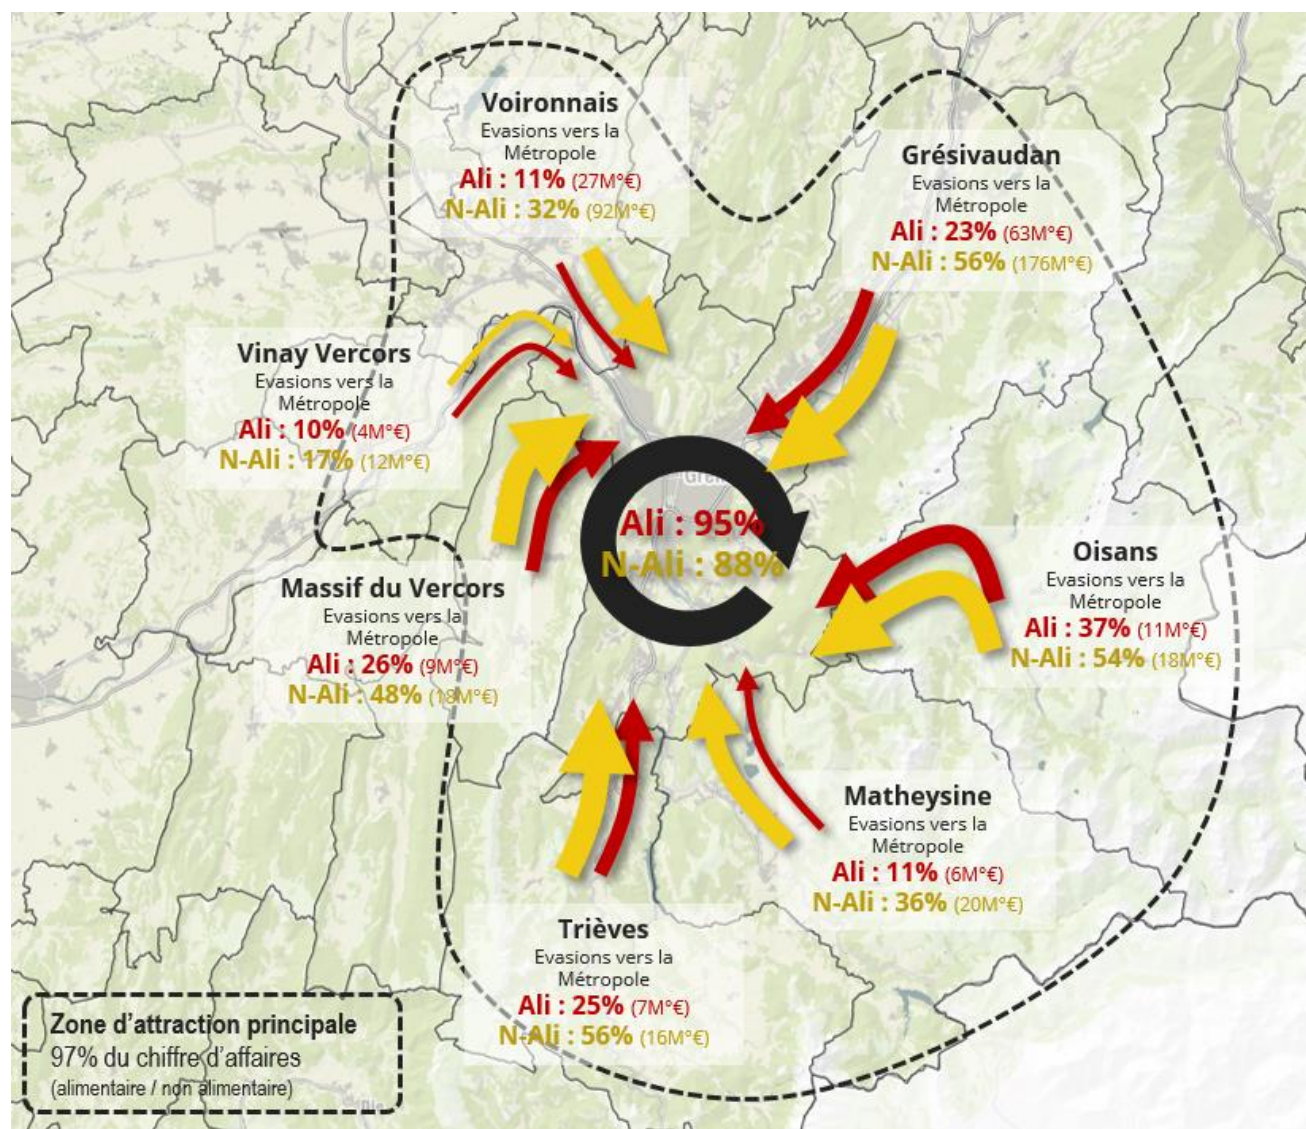 Voironnais
Evasions vers la
Métropole
Ali : 11% (27M°€)
N-Ali : 32% (92M°€)
Grésivaudan
Evasions vers la
Métropole
Ali : 23% (63M°€)
N-Ali : 56% (176M°€)
Vinay Vercors
Evasions vers la
Métropole
Ali : 10% (4M°€)
N-Ali : 17% (12M°€)
Ali : 95%
N-Ali : 88%
Oisans
Evasions vers la
Métropole
Ali : 37% (11M°€)
N-Ali : 54% (18M°€)
Massif du Vercors
Evasions vers la
Métropole
Ali : 26% (9M°€)
N-Ali : 48% (18M°€)
Matheysine
Evasions vers la
Métropole
Ali : 11% (6M°€)
N-Ali : 36% (20M°€)
Trièves
Evasions vers la
Métropole
Ali : 25% (7M°€)
N-Ali : 56% (16M°€)
Zone d'attraction principale
97% du chiffre d'affaires
(alimentaire / non alimentaire)